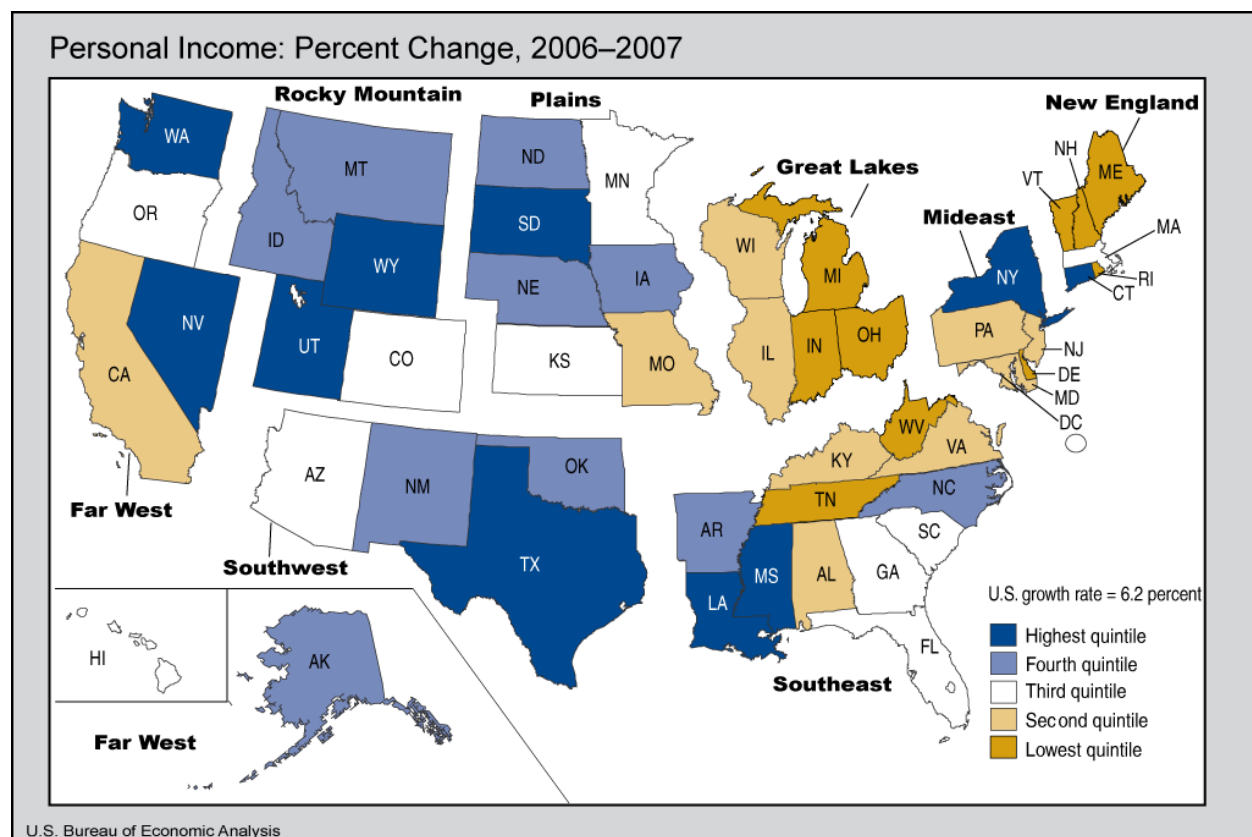 Personal Income: Percent Change, 2006–2007
Rocky Mountain
Plains
New England
Great Lakes
Mideast
WA
OR
CA
NV
MT
ID
WY
UT
CO
ND
SD
NE
KS
MN
IA
MO
WI
IL
MI
IN
OH
NH
VT
ME
MA
RI
CT
NY
PA
NJ
DE
MD
DC
Far West
AZ
NM
OK
TX
Southwest
AR
LA
MS
AL
TN
KY
WV
VA
NC
SC
GA
FL
Southeast
HI
AK
Far West
U.S. growth rate = 6.2 percent
Highest quintile
Fourth quintile
Third quintile
Second quintile
Lowest quintile
U.S. Bureau of Economic Analysis